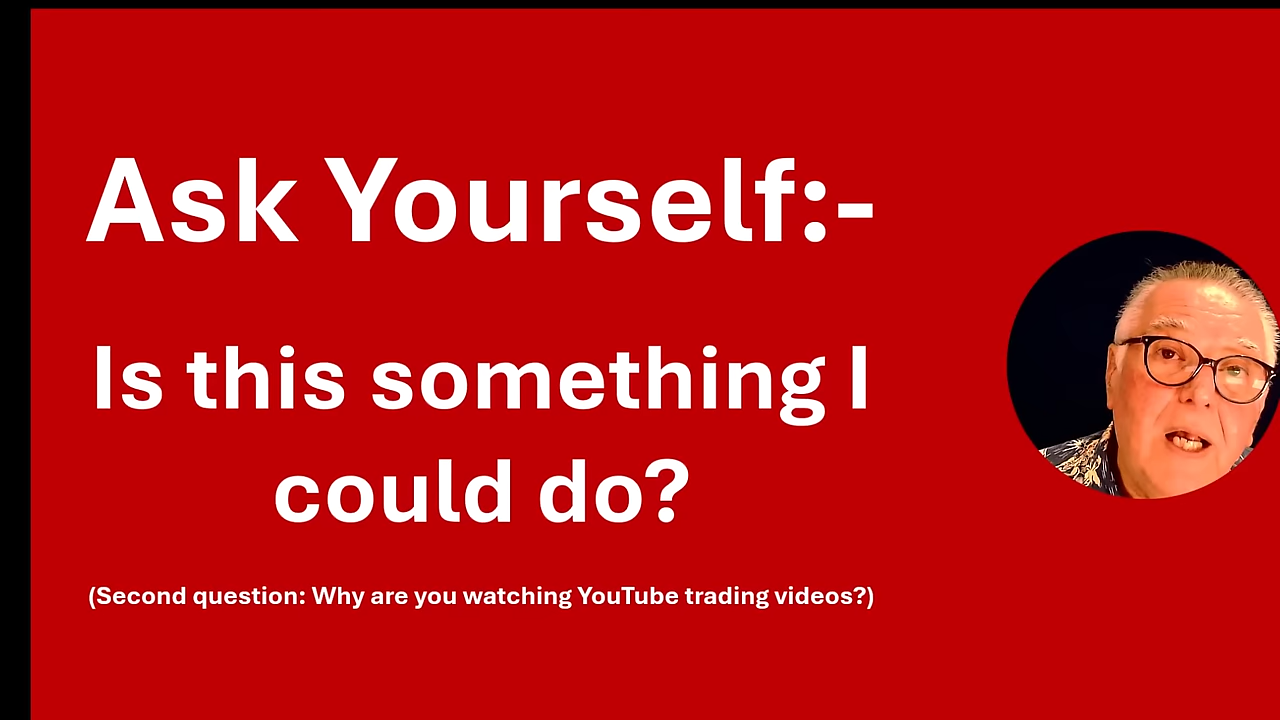 Ask Yourself:-
Is this something I
could do?
(Second question: Why are you watching YouTube trading videos?)